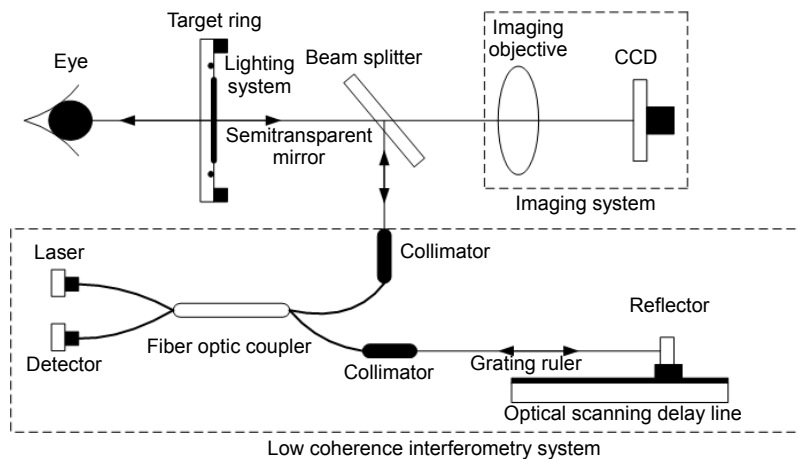 Target ring
Eye
Lighting
system
Semitransparent
mirror
Beam splitter
Imaging
objective
CCD
Imaging system
Laser
Collimator
Detector
Fiber optic coupler
Collimator
Reflector
Grating ruler
Optical scanning delay line
Low coherence interferometry system